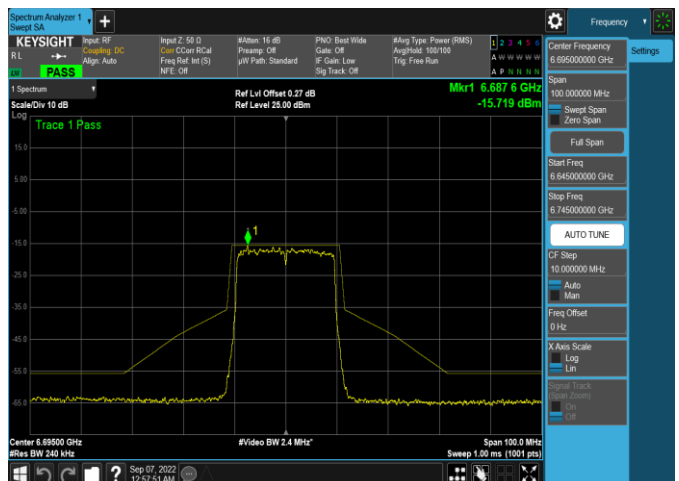 Spectrum Analyzer 1
Swept SA
Frequency
KEYSIGHT
RL
LU
PASS
Input: RF
Coupling: DC
Align: Auto
Input Z: 50 Ω
Corr CCorr RCal
Freq Ref: Int (S)
NFE: Off
#Atten: 16 dB
Preamp: Off
µW Path: Standard
PNO: Best Wide
Gate: Off
IF Gain: Low
Sig Track: Off
#Avg Type: Power (RMS)
Avg|Hold: 100/100
Trig: Free Run
1 2 3 4 5 6
A W W W W W
A P N N N N
1 Spectrum
Scale/Div 10 dB
Log
Ref Lvl Offset 0.27 dB
Ref Level 25.00 dBm
Mkr1 6.687 6 GHz
-15.719 dBm
Trace 1 Pass
15.0
5.00
-5.00
-15.0
-25.0
-35.0
-45.0
-55.0
-65.0
1
Center 6.69500 GHz
#Res BW 240 kHz
#Video BW 2.4 MHz*
Span 100.0 MHz
Sweep 1.00 ms (1001 pts)
Sep 07, 2022
12:57:51 AM
Center Frequency
6.695000000 GHz
Settings
Span
100.000000 MHz
Swept Span
Zero Span
Full Span
Start Freq
6.645000000 GHz
Stop Freq
6.745000000 GHz
AUTO TUNE
CF Step
10.000000 MHz
Auto
Man
Freq Offset
0 Hz
X Axis Scale
Log
Lin
Signal Track
(Span Zoom)
On
Off